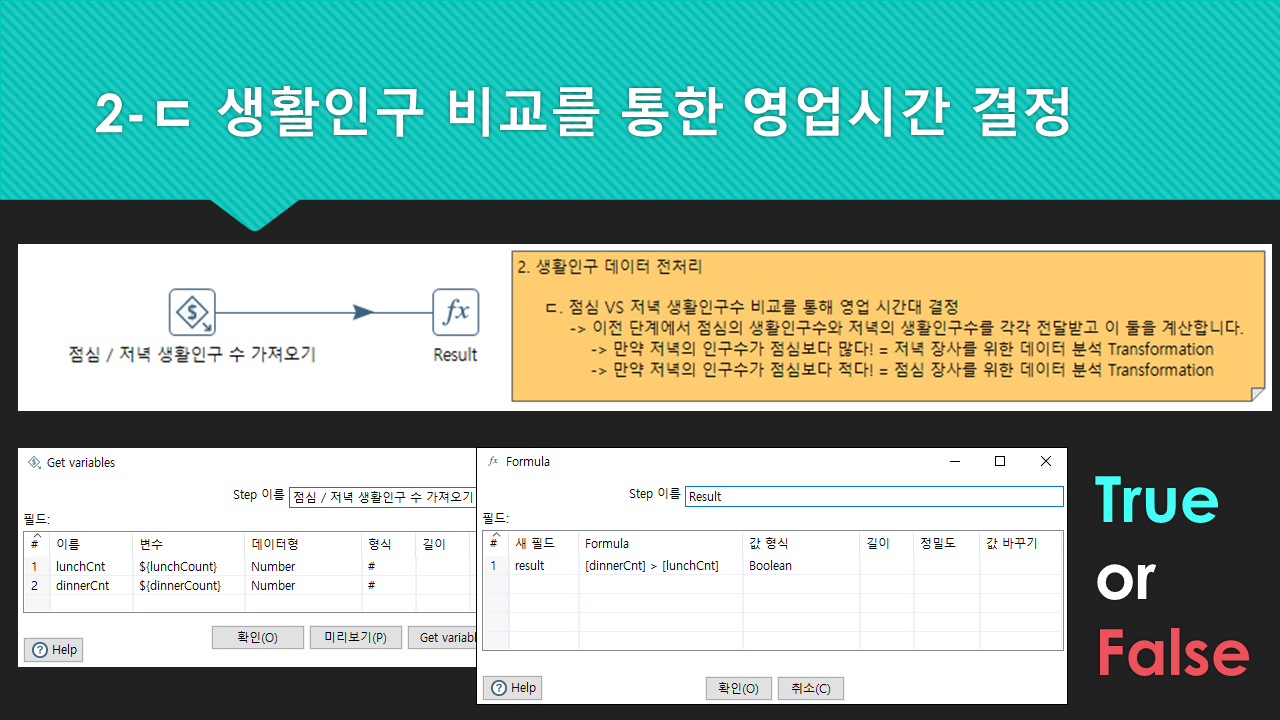 2-ㄷ 생활인구 비교를 통한 영업시간 결정
점심 / 저녁 생활인구 수 가져오기
fx
Result
2. 생활인구 데이터 전처리
ㄷ. 점심 VS 저녁 생활인구수 비교를 통해 영업 시간대 결정
-> 이전 단계에서 점심의 생활인구수와 저녁의 생활인구수를 각각 전달받고 이 둘을 계산합니다.
-> 만약 저녁의 인구수가 점심보다 많다! = 저녁 장사를 위한 데이터 분석 Transformation
-> 만약 저녁의 인구수가 점심보다 적다! = 점심 장사를 위한 데이터 분석 Transformation
Get variables
Step 이름 점심 / 저녁 생활인구 수 가져오기
필드:
# 이름 변수 데이터형 형식 길이
1 lunchCnt ${lunchCount} Number #
2 dinnerCnt ${dinnerCount} Number #
확인(O) 미리보기(P) Get variabl
Help
fx Formula
Step 이름 Result
필드:
# 새 필드 Formula 값 형식 길이 정밀도 값 바꾸기
1 result [dinnerCnt] > [lunchCnt] Boolean
Help 확인(O) 취소(C)
True
or
False